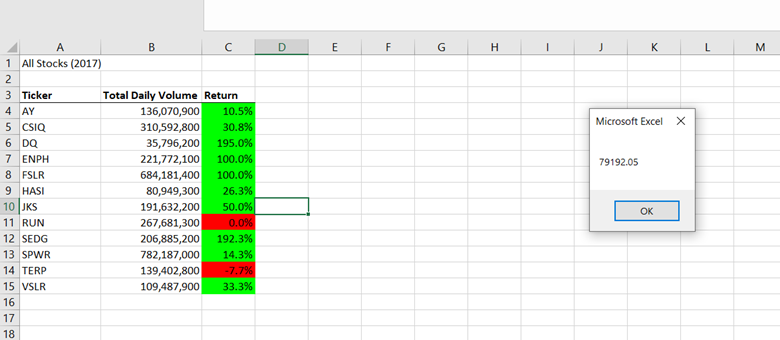 A B C D E F G H I J K L M
1 All Stocks (2017)
2
3 Ticker Total Daily Volume Return
4 AY 136,070,900 10.5%
5 CSIQ 310,592,800 30.8%
6 DQ 35,796,200 195.0%
7 ENPH 221,772,100 100.0%
8 FSLR 684,181,400 100.0%
9 HASI 80,949,300 26.3%
10 JKS 191,632,200 50.0%
11 RUN 267,681,300 0.0%
12 SEDG 206,885,200 192.3%
13 SPWR 782,187,000 14.3%
14 TERP 139,402,800 -7.7%
15 VSLR 109,487,900 33.3%
16
17
18
Microsoft Excel
79192.05
OK